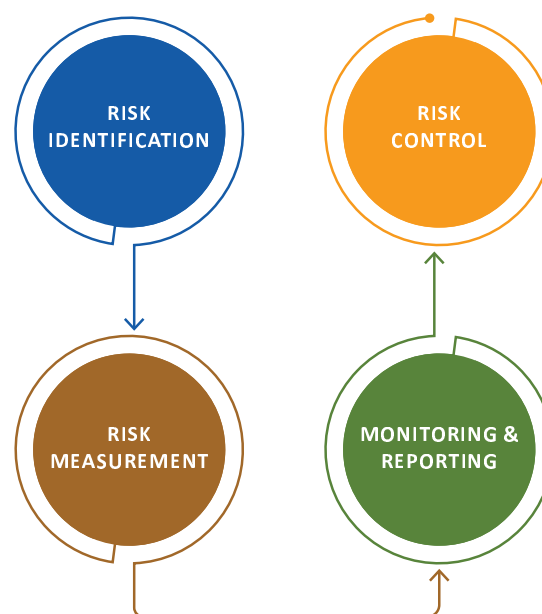 RISK
IDENTIFICATION
RISK
MEASUREMENT
MONITORING &
REPORTING
RISK
CONTROL